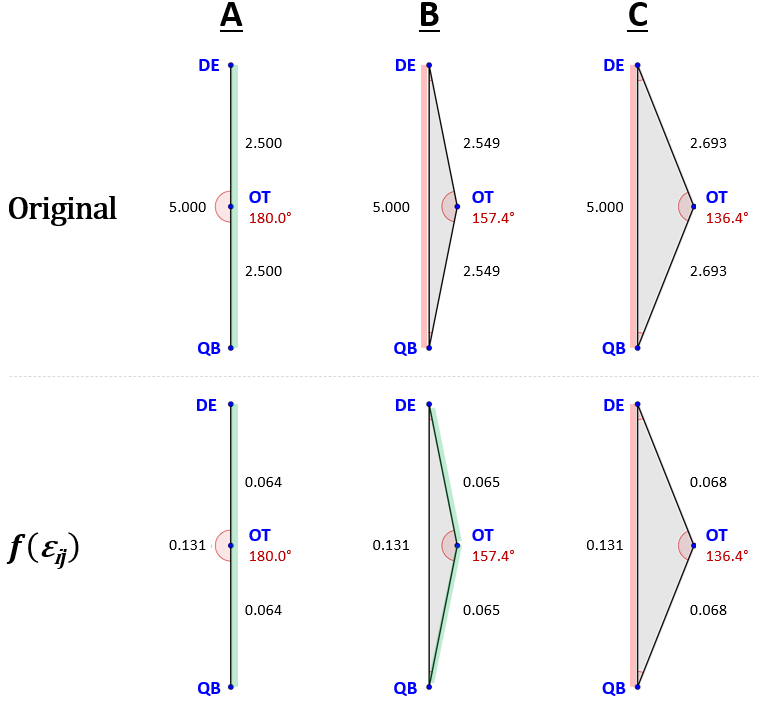 A B C
Original
DE
2.500
5.000
OT
180.0°
2.500
QB
DE
2.549
5.000
OT
157.4°
2.549
QB
DE
2.693
5.000
OT
136.4°
2.693
QB
f(εij)
DE
0.064
0.131
OT
180.0°
0.064
QB
DE
0.065
0.131
OT
157.4°
0.065
QB
DE
0.068
0.131
OT
136.4°
0.068
QB